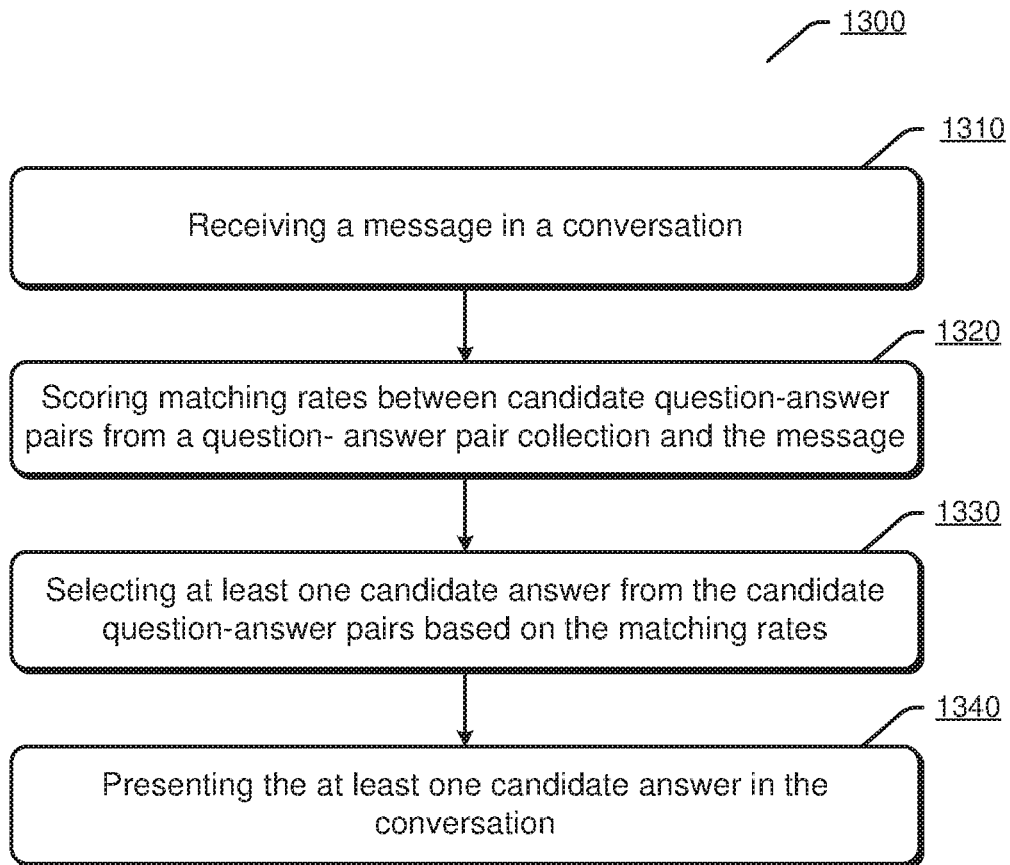 1300
1310
Receiving a message in a conversation
1320
Scoring matching rates between candidate question-answer
pairs from a question- answer pair collection and the message
1330
Selecting at least one candidate answer from the candidate
question-answer pairs based on the matching rates
1340
Presenting the at least one candidate answer in the
conversation